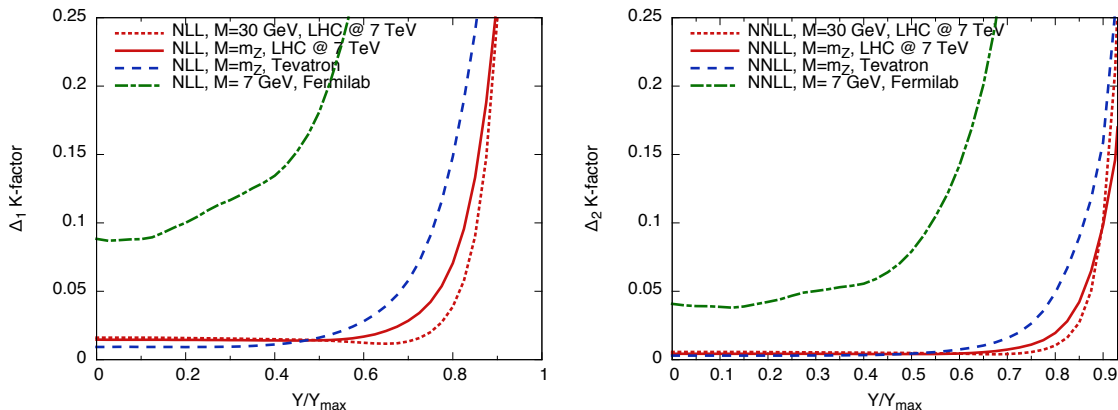 0.25
0.2
0.15
0.1
0.05
0
Δ1 K-factor
NLL, M=30 GeV, LHC @ 7 TeV
NLL, M=mZ, LHC @ 7 TeV
NLL, M=mZ, Tevatron
NLL, M= 7 GeV, Fermilab
0 0.2 0.4 0.6 0.8 1
Y/Ymax
0.25
0.2
0.15
0.1
0.05
0
Δ2 K-factor
NNLL, M=30 GeV, LHC @ 7 TeV
NNLL, M=mZ, LHC @ 7 TeV
NNLL, M=mZ, Tevatron
NNLL, M= 7 GeV, Fermilab
0 0.1 0.2 0.3 0.4 0.5 0.6 0.7 0.8 0.9
Y/Ymax